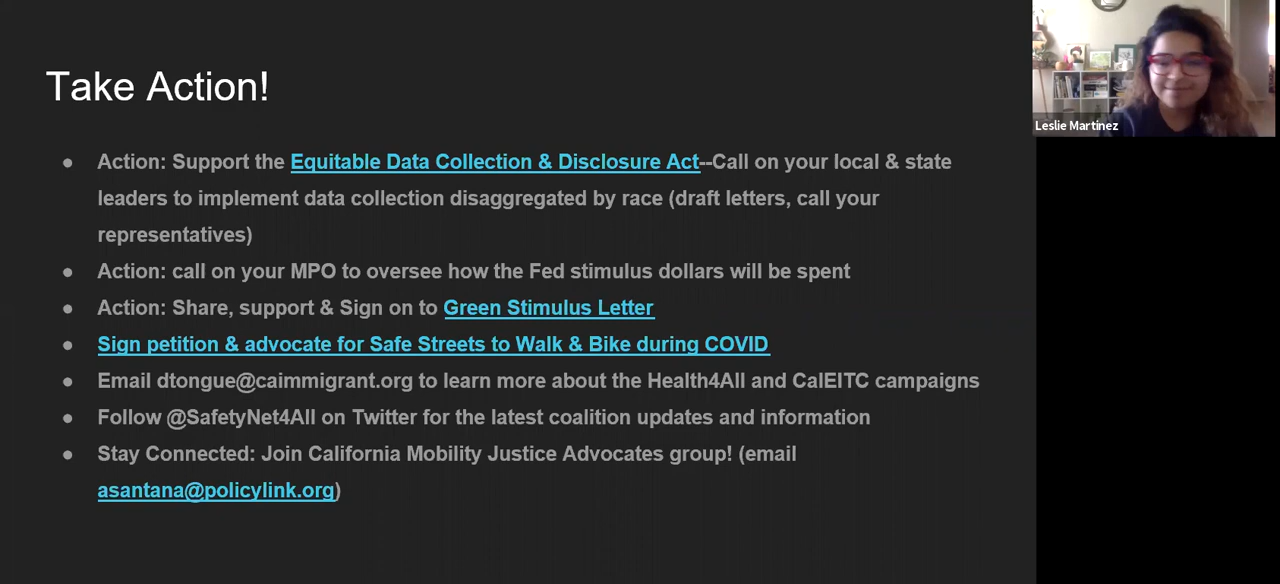 Take Action!
Leslie Martinez
● Action: Support the Equitable Data Collection & Disclosure Act--Call on your local & state
leaders to implement data collection disaggregated by race (draft letters, call your
representatives)
● Action: call on your MPO to oversee how the Fed stimulus dollars will be spent
● Action: Share, support & Sign on to Green Stimulus Letter
● Sign petition & advocate for Safe Streets to Walk & Bike during COVID
● Email dtongue@caimmigrant.org to learn more about the Health4All and CalEITC campaigns
● Follow @SafetyNet4All on Twitter for the latest coalition updates and information
● Stay Connected: Join California Mobility Justice Advocates group! (email
asantana@policylink.org)